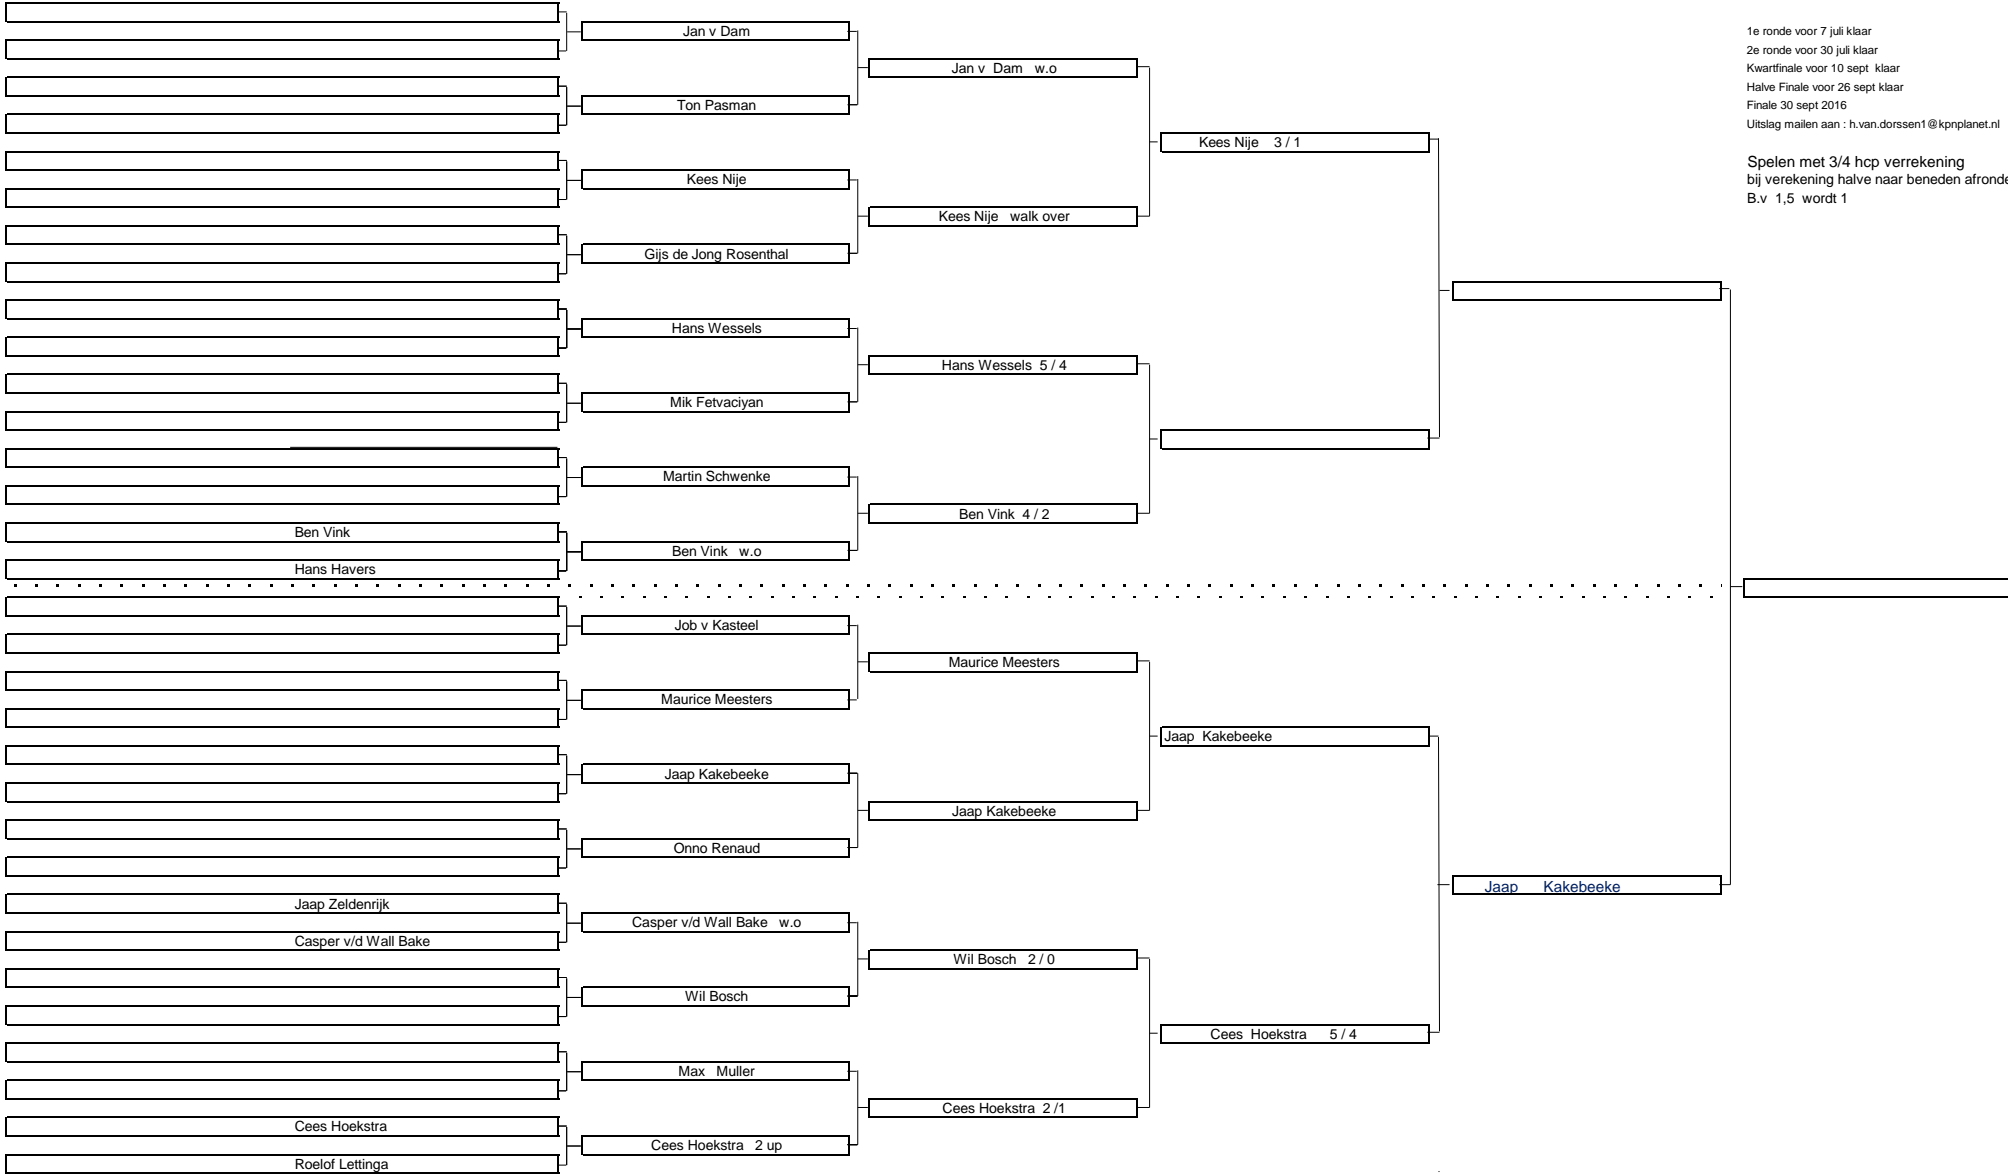 Jan v Dam
Ton Pasman
Kees Nije
Gijs de Jong Rosenthal
Hans Wessels
Mik Fetvaciyan
Martin Schwenke
Ben Vink
Hans Havers
Ben Vink w.o
Job v Kasteel
Maurice Meesters
Jaap Kakebeeke
Onno Renaud
Jaap Zeldenrijk
Casper v/d Wall Bake
Casper v/d Wall Bake w.o
Wil Bosch
Max Muller
Cees Hoekstra
Roelof Lettinga
Cees Hoekstra 2 up
Jan v Dam w.o
Kees Nije walk over
Hans Wessels 5 / 4
Ben Vink 4 / 2
Maurice Meesters
Jaap Kakebeeke
Wil Bosch 2 / 0
Cees Hoekstra 2 /1
Kees Nije 3 / 1
Jaap Kakebeeke
Cees Hoekstra 5 / 4
Jaap Kakebeeke
1e ronde voor 7 juli klaar
2e ronde voor 30 juli klaar
Kwartfinale voor 10 sept klaar
Halve Finale voor 26 sept klaar
Finale 30 sept 2016
Uitslag mailen aan : h.van.dorssen1@kpnplanet.nl
Spelen met 3/4 hcp verrekening
bij verekening halve naar beneden afronde
B.v 1,5 wordt 1